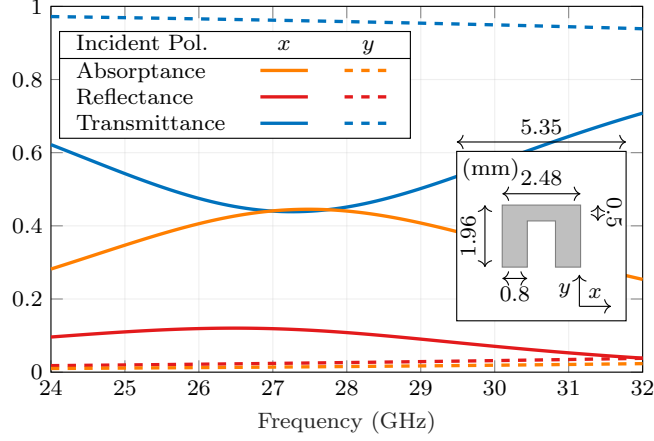 1
0.8
0.6
0.4
0.2
0
Incident Pol. x y
Absorptance
Reflectance
Transmittance
5.35
(mm)
2.48
1.96
0.5
0.8
y
x
24 25 26 27 28 29 30 31 32
Frequency (GHz)